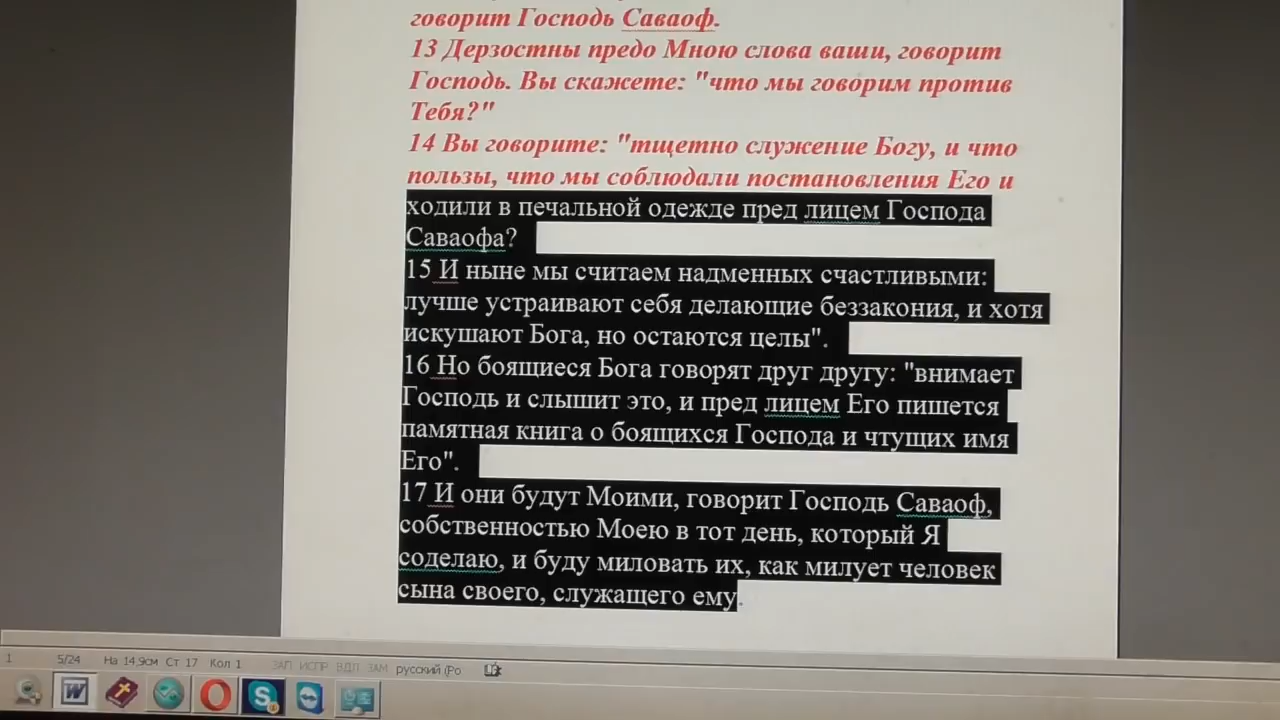 говорит Господь Саваоф.
13 Дерзостны предо Мною слова ваши, говорит
Господь. Вы скажете: "что мы говорим против
Тебя?"
14 Вы говорите: "тщетно служение Богу, и что
пользы, что мы соблюдали постановления Его и
ходили в печальной одежде пред лицем Господа
Саваофа?
15 И ныне мы считаем надменных счастливыми:
лучше устраивают себя делающие беззакония, и хотя
искушают Бога, но остаются целы".
16 Но боящиеся Бога говорят друг другу: "внимает
Господь и слышит это, и пред лицем Его пишется
памятная книга о боящихся Господа и чтущих имя
Его".
17 И они будут Моими, говорит Господь Саваоф,
собственностью Моею в тот день, который Я
соделаю, и буду миловать их, как милует человек
сына своего, служащего ему.
1 5/24 На 14,9см Ст 17 Кол 1 ЗАП ИСПР ВДЛ ЗАМ русский (Ро